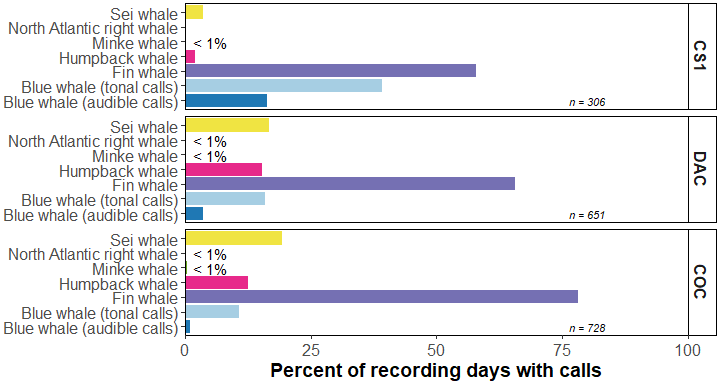 Sei whale
North Atlantic right whale
Minke whale < 1%
Humpback whale
Fin whale
Blue whale (tonal calls)
Blue whale (audible calls)
n = 306
CS1
Sei whale
North Atlantic right whale < 1%
Minke whale < 1%
Humpback whale
Fin whale
Blue whale (tonal calls)
Blue whale (audible calls)
n = 651
DAC
Sei whale
North Atlantic right whale < 1%
Minke whale < 1%
Humpback whale
Fin whale
Blue whale (tonal calls)
Blue whale (audible calls)
n = 728
COC
0 25 50 75 100
Percent of recording days with calls